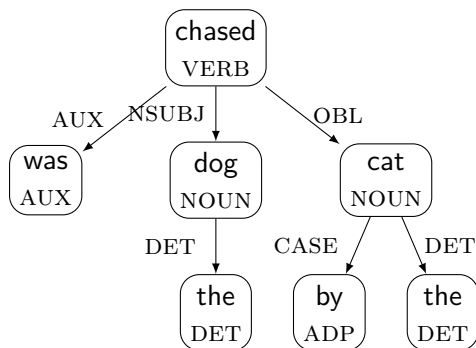 chased
VERB
AUX
NSUBJ
OBL
was
AUX
dog
NOUN
cat
NOUN
DET
CASE
DET
the
DET
by
ADP
the
DET